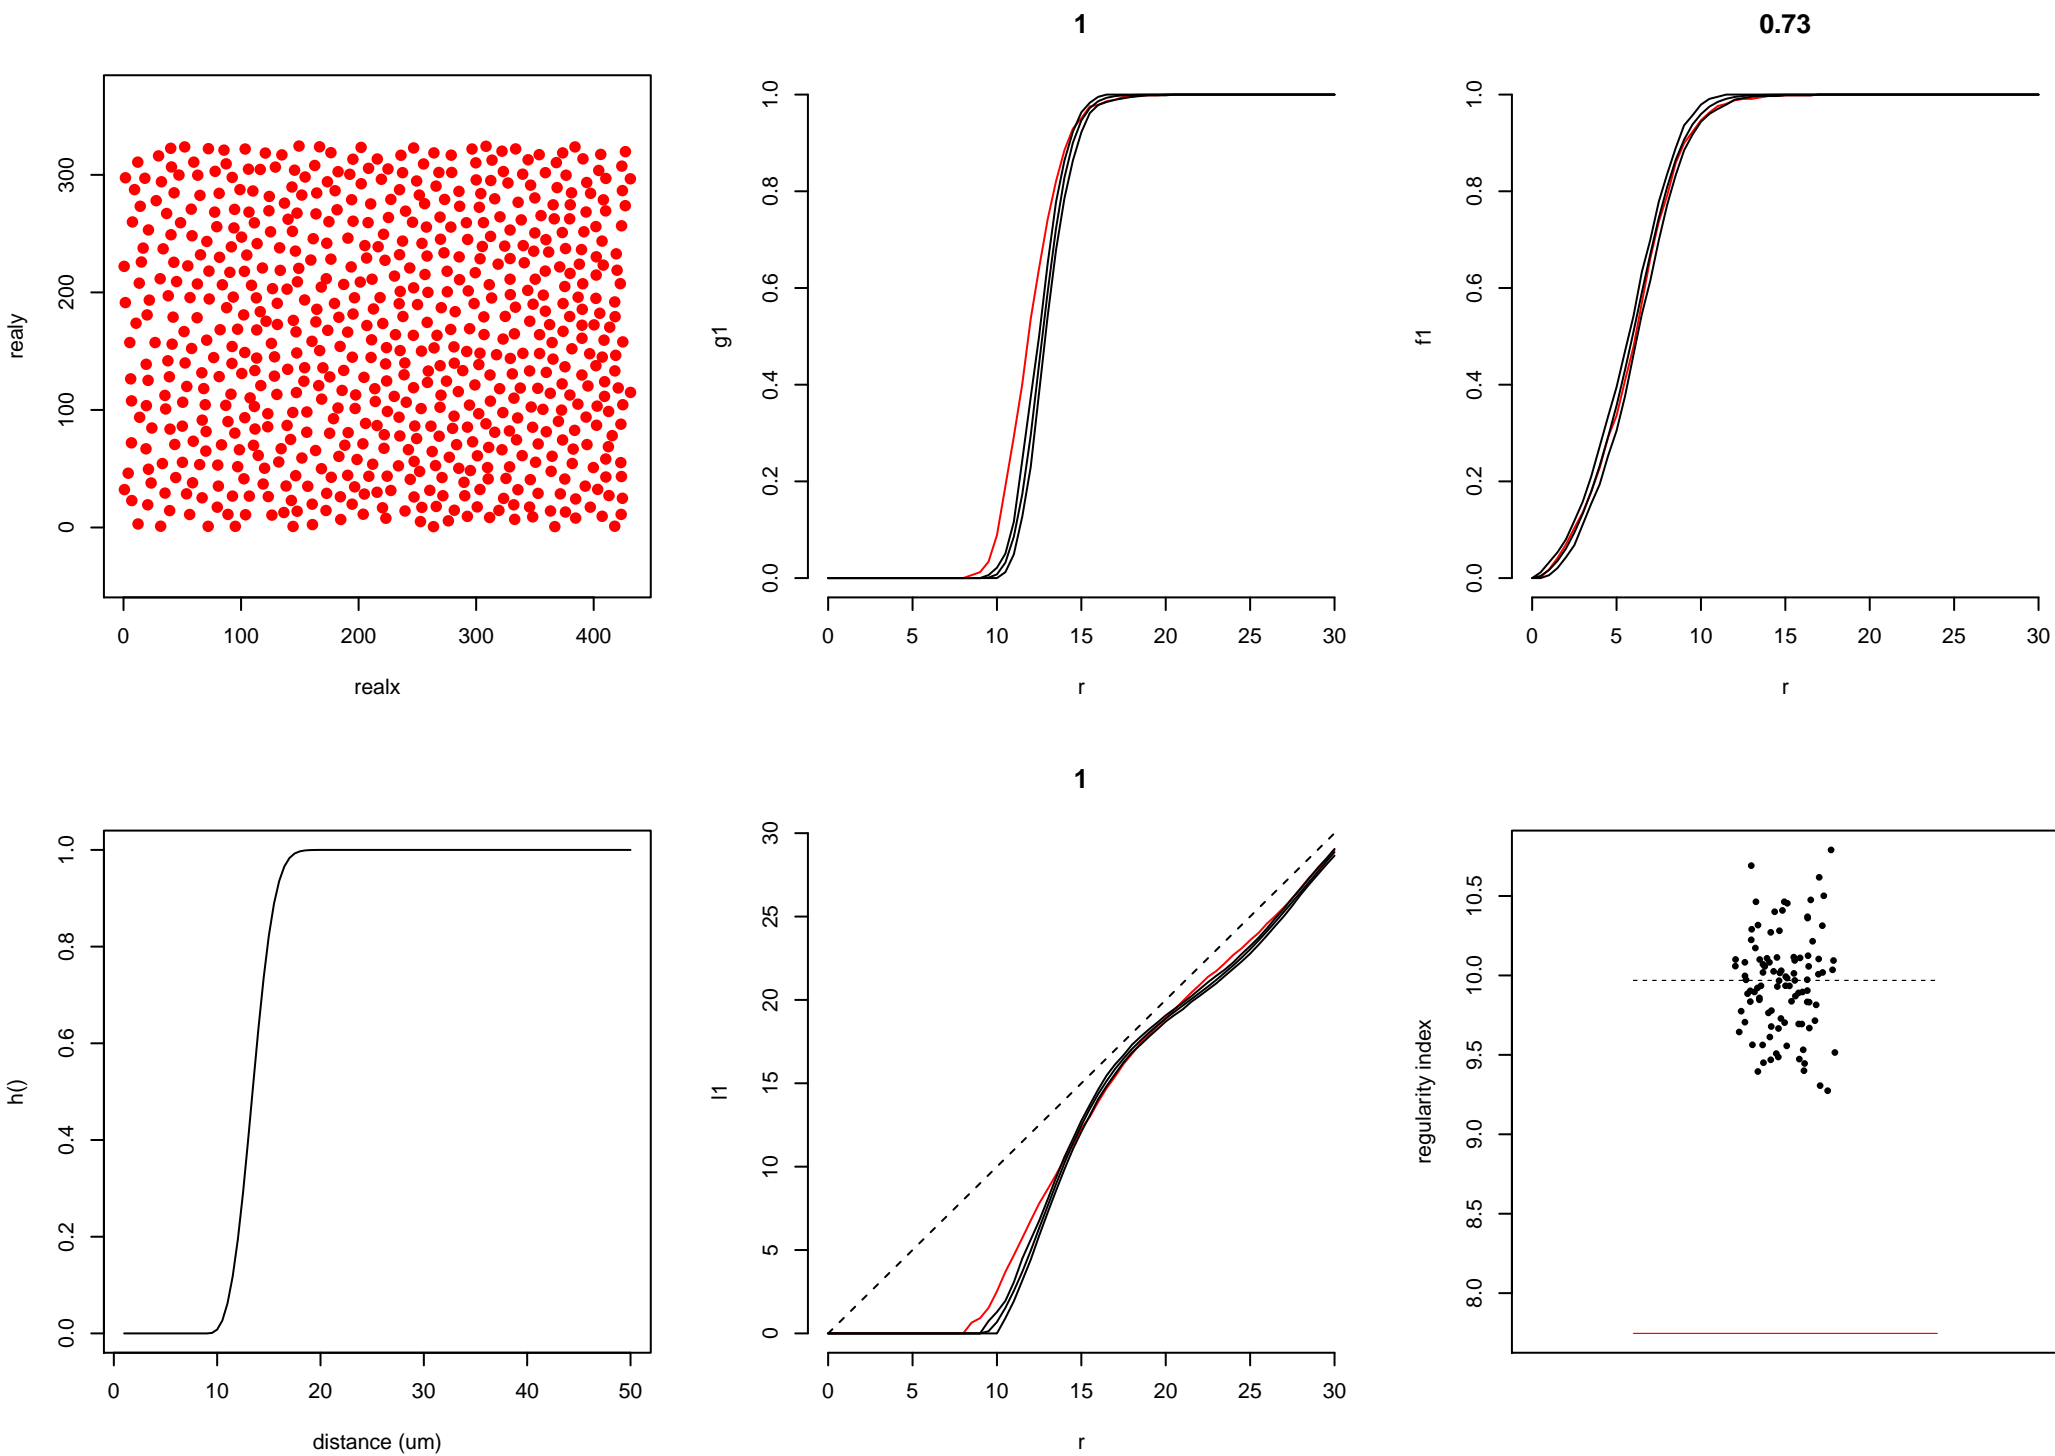 1
0.73
realy
0 100 200 300
0 100 200 300 400
realx
g1
0.0 0.2 0.4 0.6 0.8 1.0
0 5 10 15 20 25 30
r
f1
0.0 0.2 0.4 0.6 0.8 1.0
0 5 10 15 20 25 30
r
1
h()
0.0 0.2 0.4 0.6 0.8 1.0
0 10 20 30 40 50
distance (um)
l1
0 5 10 15 20 25 30
0 5 10 15 20 25 30
r
regularity index
8.0 8.5 9.0 9.5 10.0 10.5